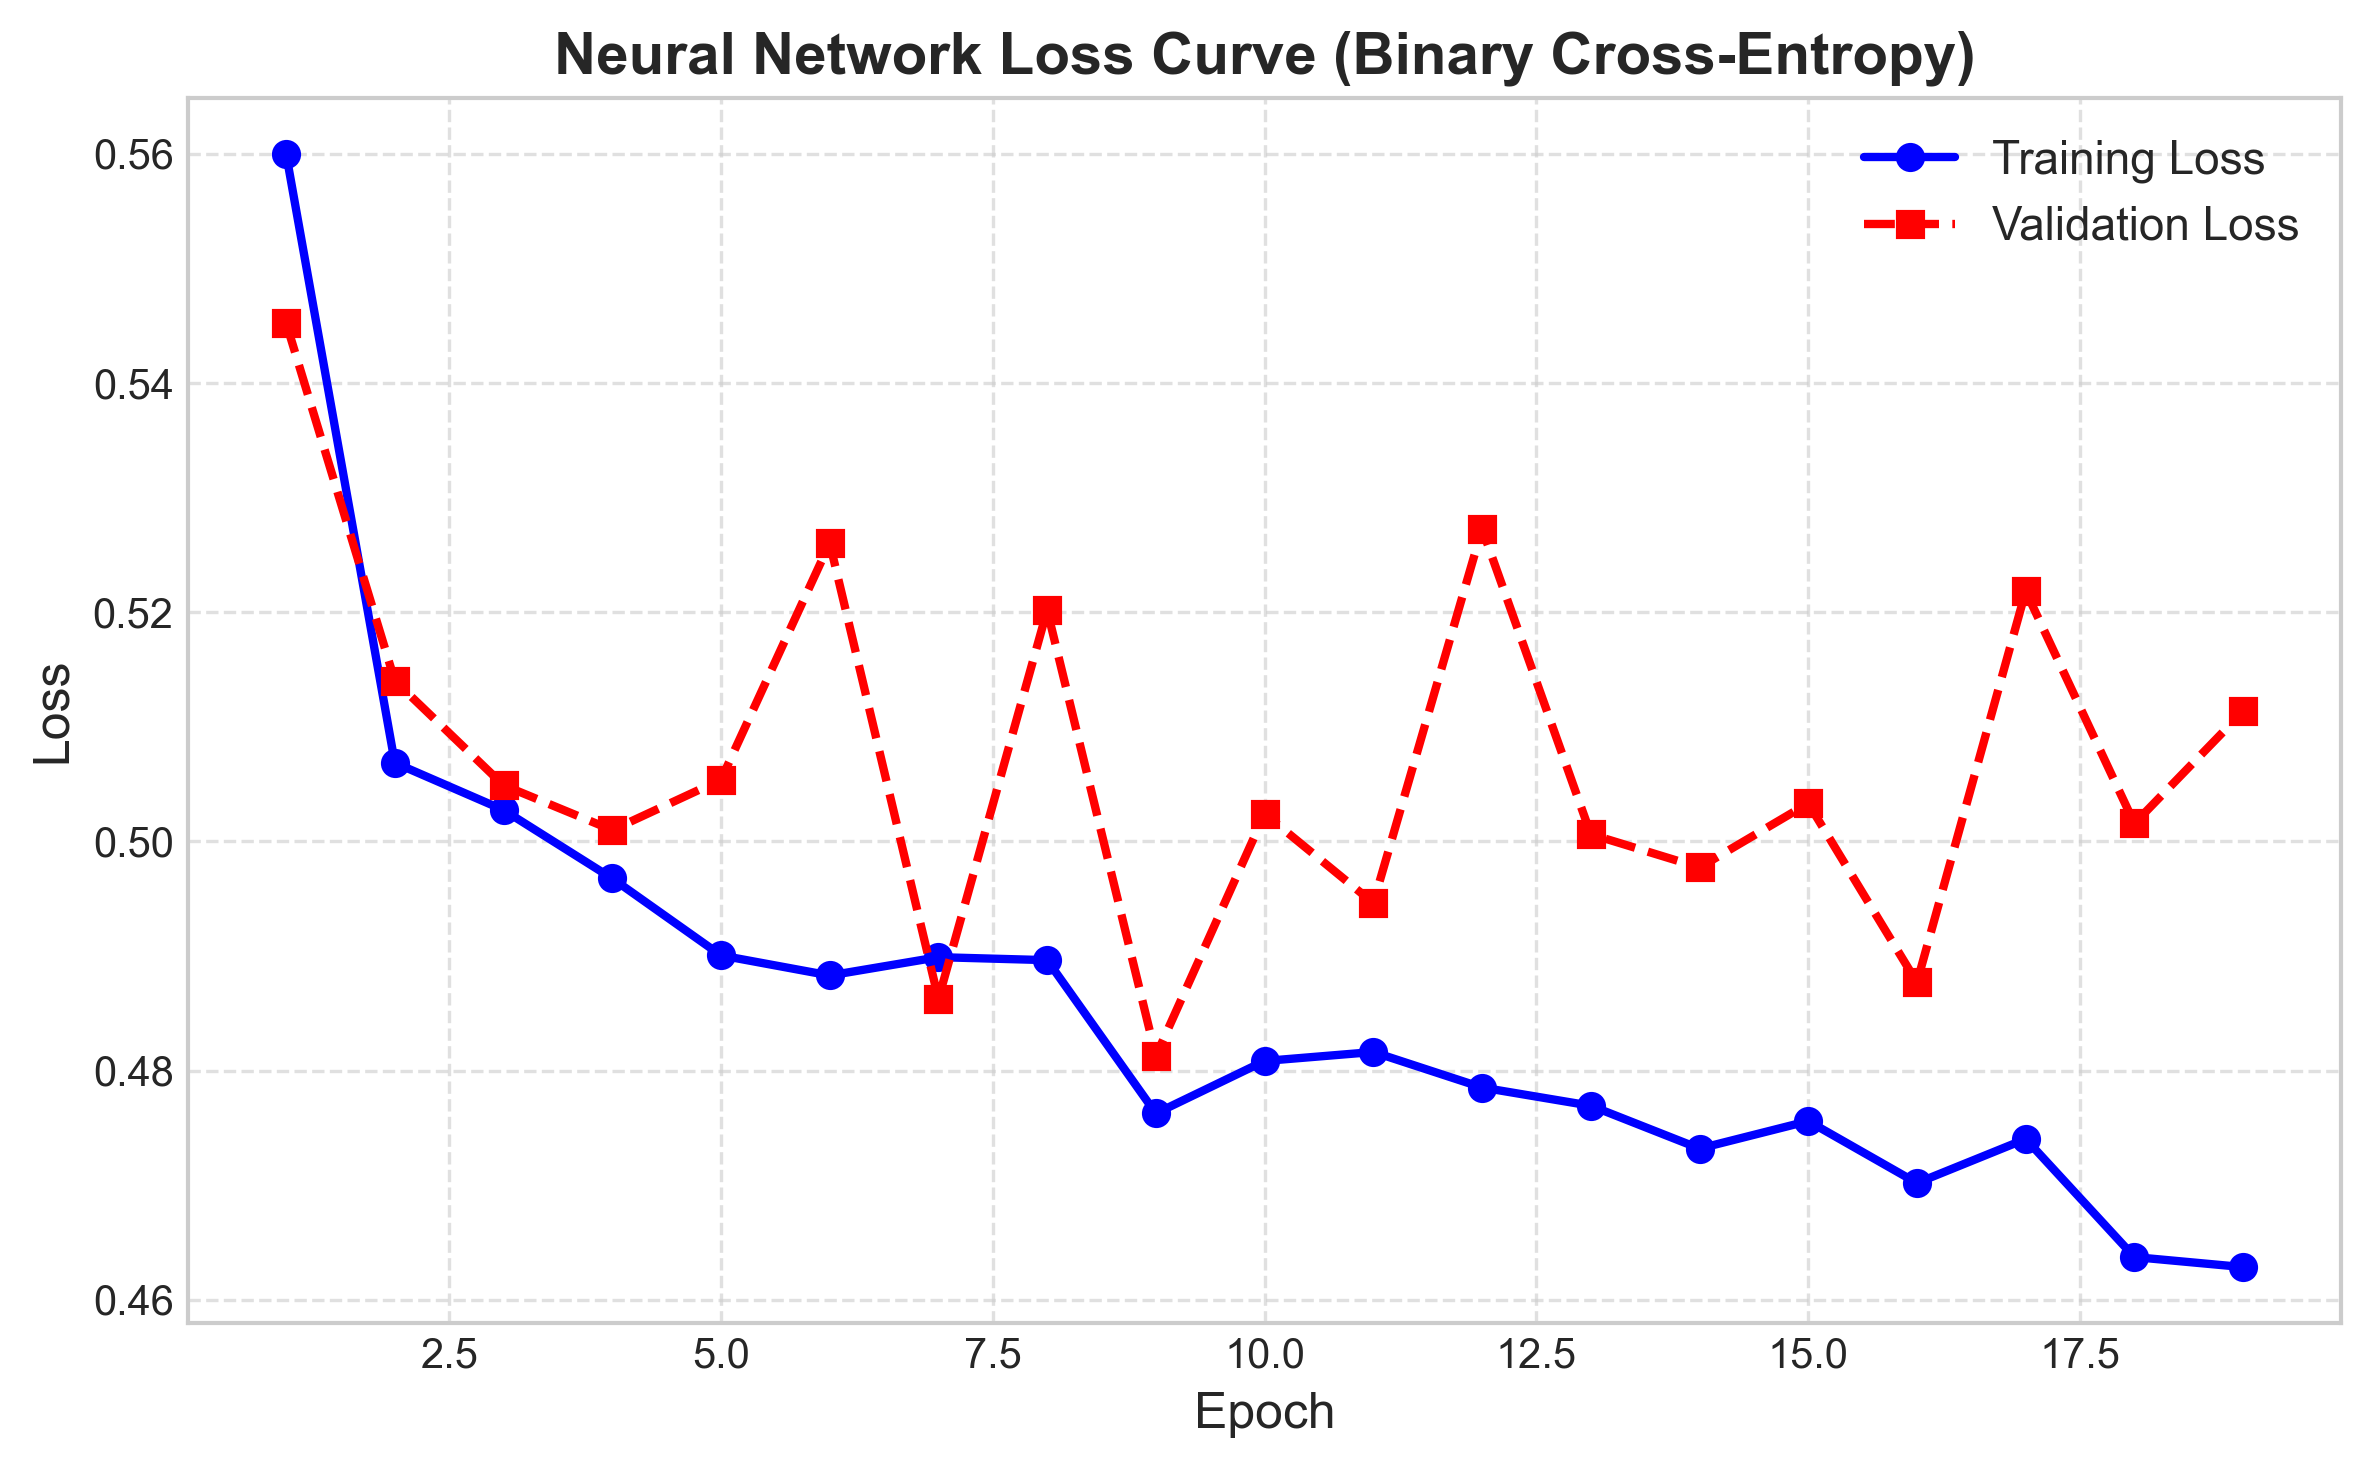 Neural Network Loss Curve (Binary Cross-Entropy)
Training Loss
Validation Loss
Loss
0.56
0.54
0.52
0.50
0.48
0.46
2.5 5.0 7.5 10.0 12.5 15.0 17.5
Epoch